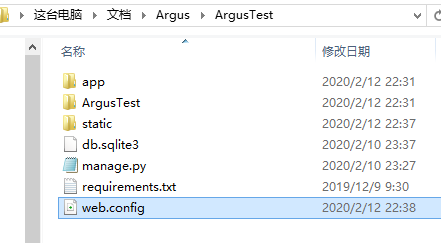 这台电脑 > 文档 > Argus > ArgusTest
名称 修改日期
app 2020/2/12 22:31
ArgusTest 2020/2/12 22:31
static 2020/2/12 22:37
db.sqlite3 2020/2/10 23:37
manage.py 2020/2/10 23:27
requirements.txt 2019/12/9 9:30
web.config 2020/2/12 22:38